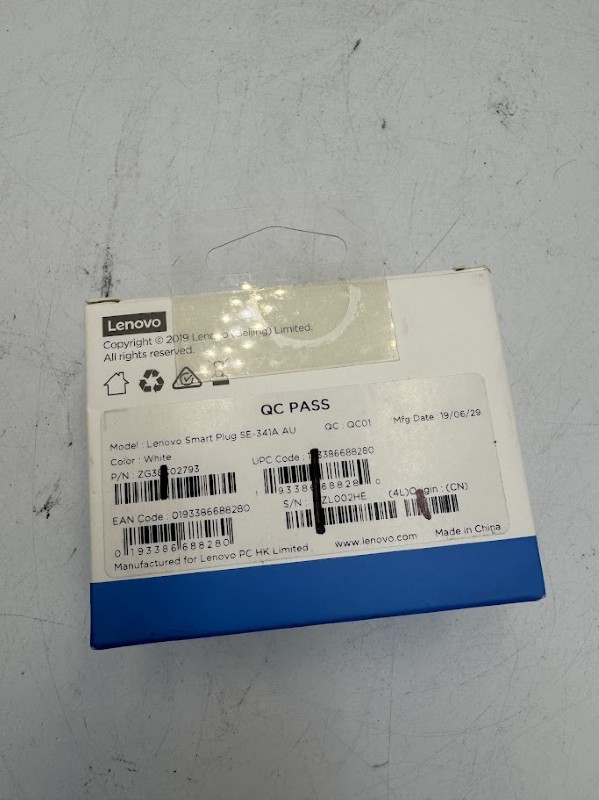 Lenovo
Copyright © 2019 Lenovo (Beijing) Limited.
All rights reserved.
QC PASS
Model : Lenovo Smart Plug SE-341A AU QC : QC01 Mfg Date : 19/06/29
Color : White
UPC Code :
P/N :
EAN Code : 0193386688280
0 193386 688280
S/N :
(4L)Origin : (CN)
Manufactured for Lenovo PC HK Limited www.lenovo.com Made in China